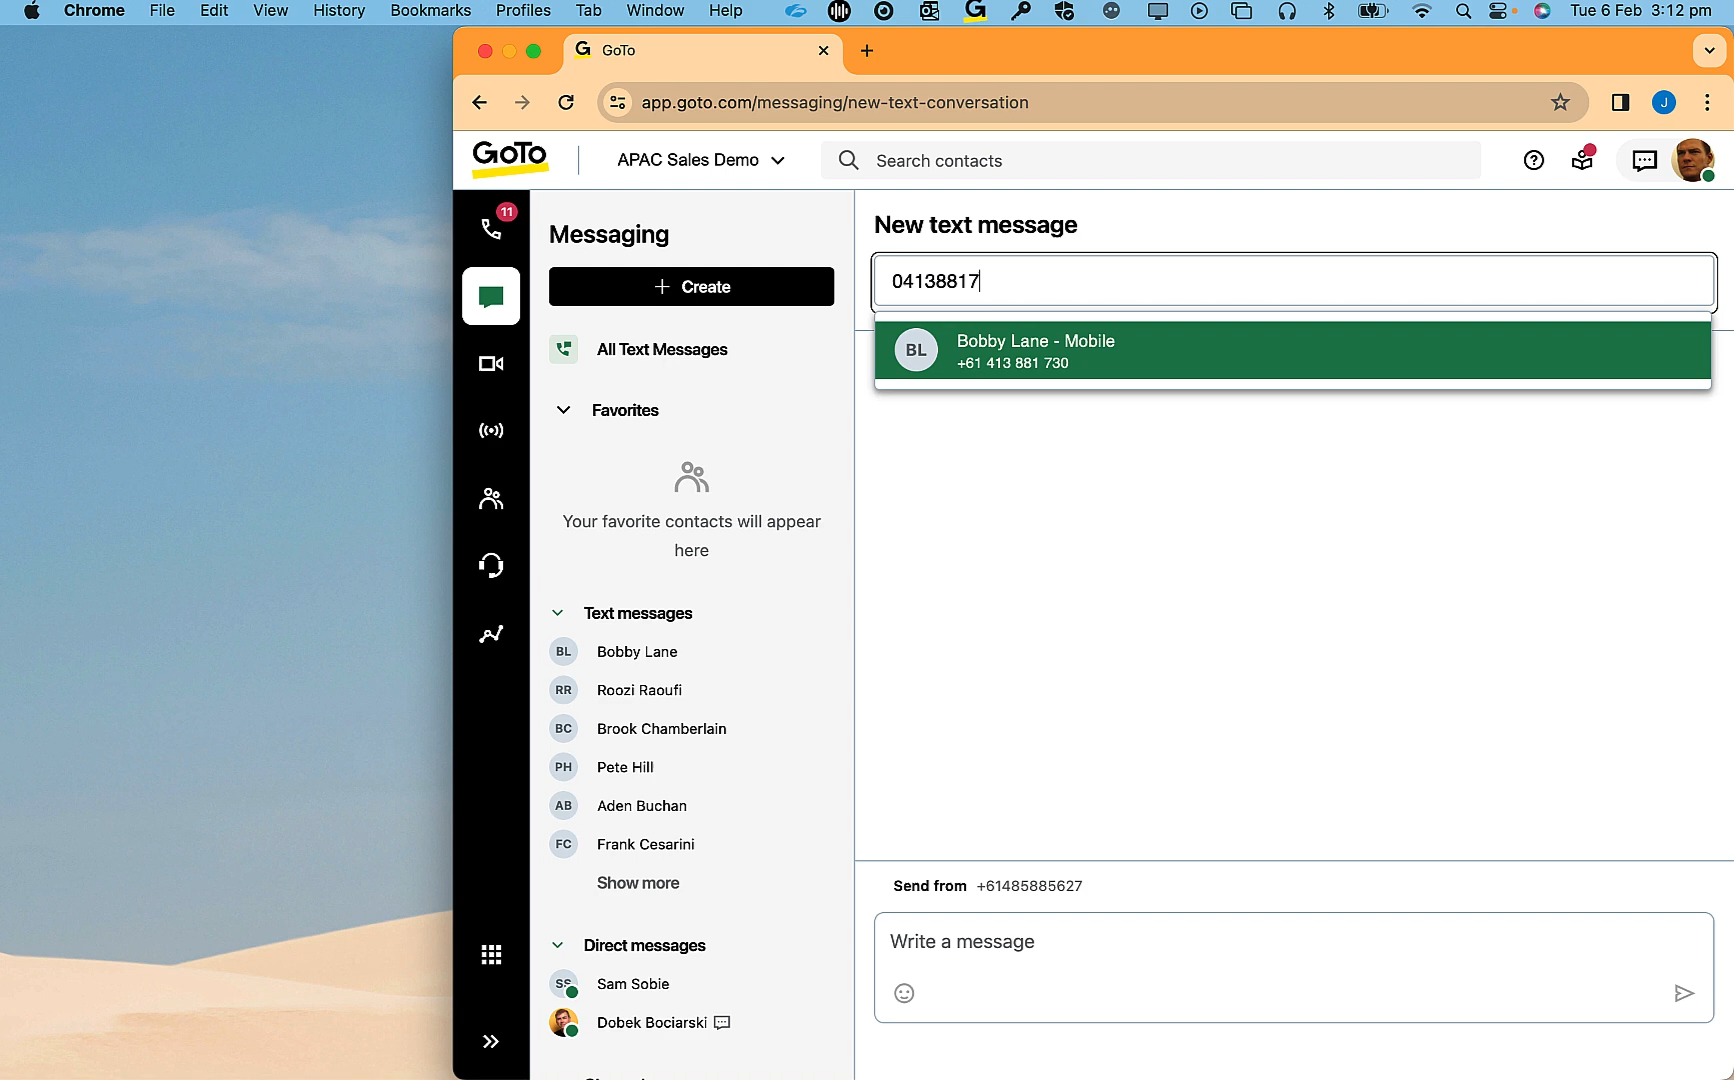 Chrome File Edit View History Bookmarks Profiles Tab Window Help Tue 6 Feb 3:12 pm
G GoTo
app.goto.com/messaging/new-text-conversation
J
GoTo
APAC Sales Demo
Search contacts
11
Messaging
Create
All Text Messages
Favorites
Your favorite contacts will appear
here
Text messages
BL Bobby Lane
RR Roozi Raoufi
BC Brook Chamberlain
PH Pete Hill
AB Aden Buchan
FC Frank Cesarini
Show more
Direct messages
SS Sam Sobie
Dobek Bociarski
New text message
04138817
BL
Bobby Lane - Mobile
+61 413 881 730
Send from +61485885627
Write a message